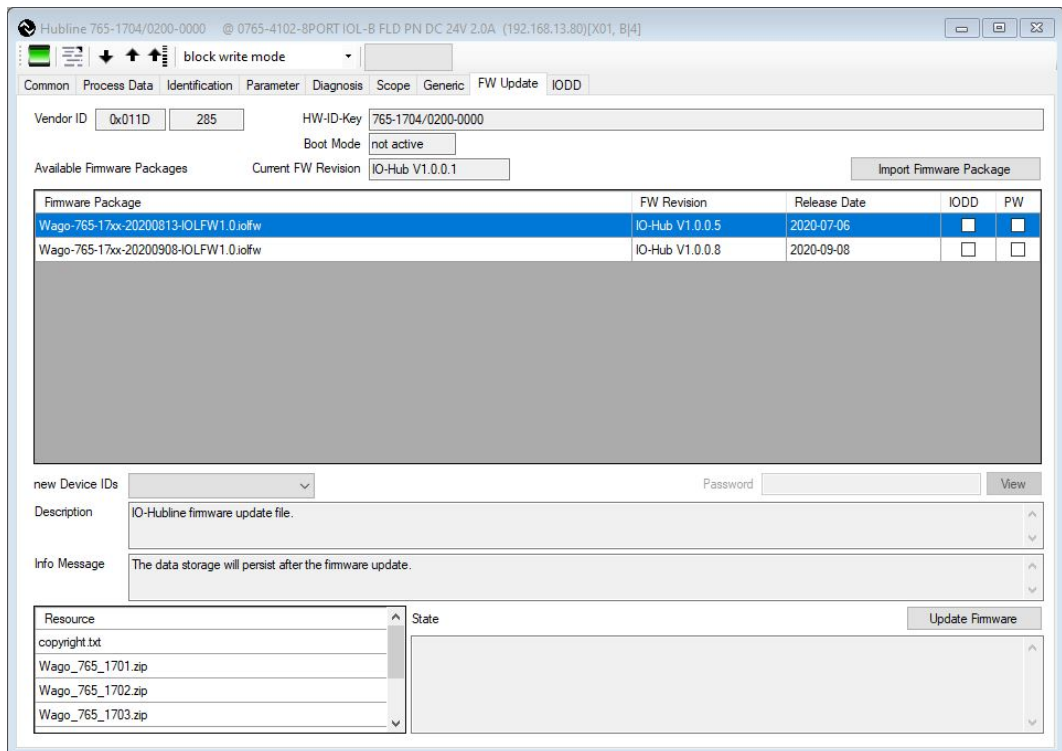 Hubline 765-1704/0200-0000 @ 0765-4102-8PORT IOL-B FLD PN DC 24V 2.0A (192.168.13.80)[X01, B|4]
block write mode
Common Process Data Identification Parameter Diagnosis Scope Generic FW Update IODD
Vendor ID 0x011D 285 HW-ID-Key 765-1704/0200-0000
Boot Mode not active
Available Firmware Packages Current FW Revision IO-Hub V1.0.0.1 Import Firmware Package
Firmware Package FW Revision Release Date IODD PW
Wago-765-17xx-20200813-IOLFW1.0.iolfw IO-Hub V1.0.0.5 2020-07-06
Wago-765-17xx-20200908-IOLFW1.0.iolfw IO-Hub V1.0.0.8 2020-09-08
new Device IDs Password View
Description IO-Hubline firmware update file.
Info Message The data storage will persist after the firmware update.
Resource State Update Firmware
copyright.txt
Wago_765_1701.zip
Wago_765_1702.zip
Wago_765_1703.zip